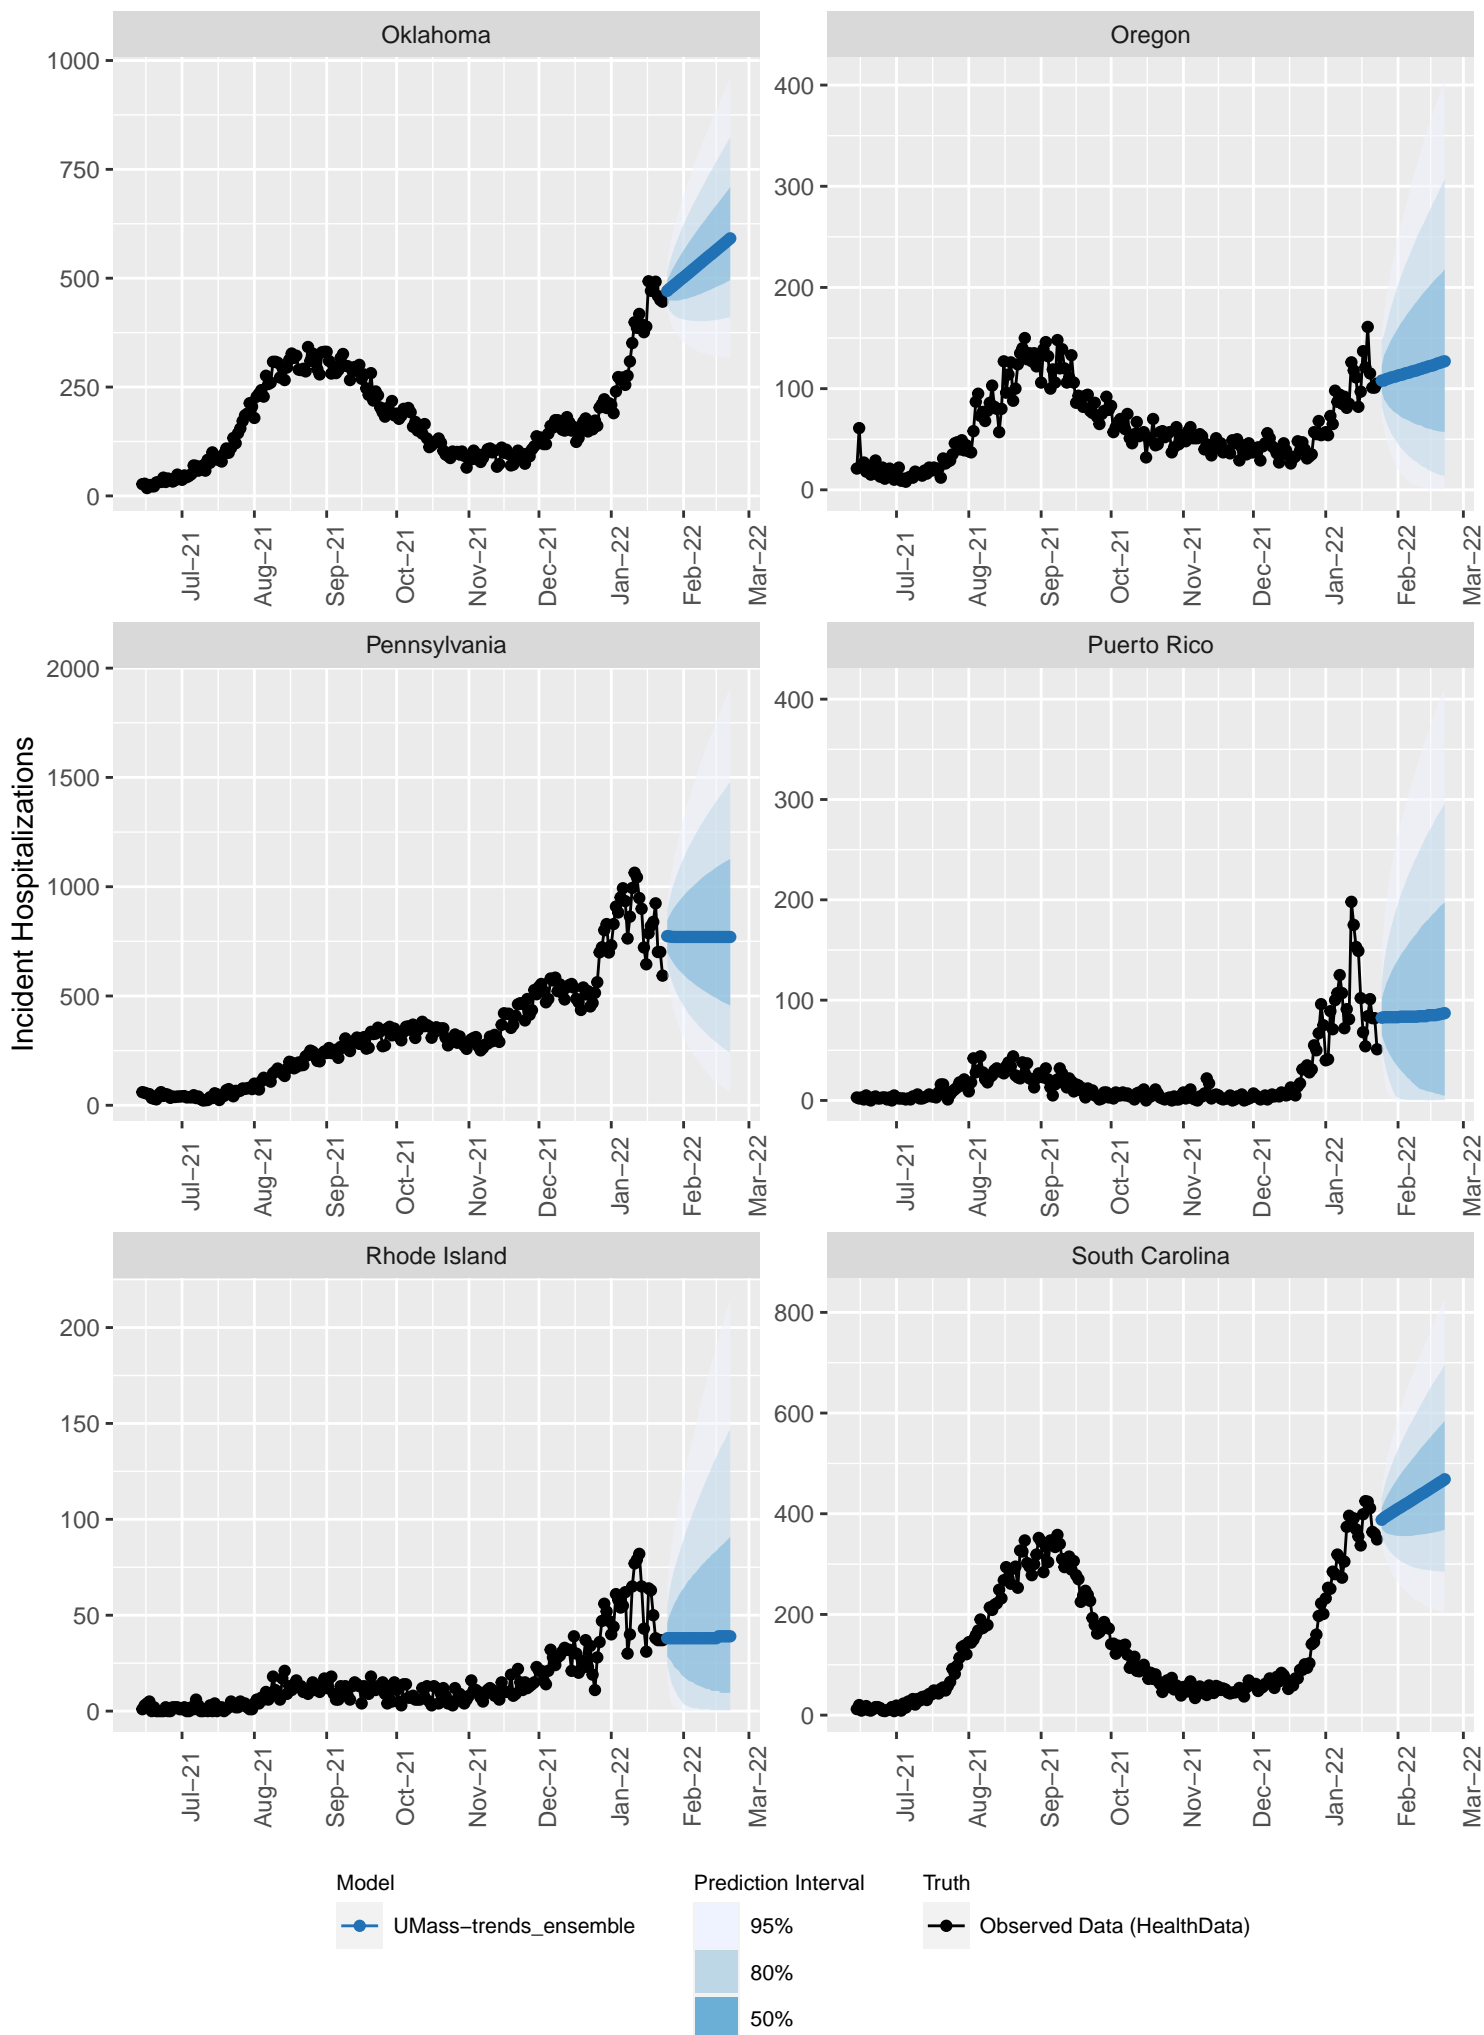 Oklahoma
Oregon
1000
750
500
250
0
400
300
200
100
0
Jul−21
Aug−21
Sep−21
Oct−21
Nov−21
Dec−21
Jan−22
Feb−22
Mar−22
Jul−21
Aug−21
Sep−21
Oct−21
Nov−21
Dec−21
Jan−22
Feb−22
Mar−22
Incident Hospitalizations
Pennsylvania
Puerto Rico
2000
1500
1000
500
0
400
300
200
100
0
Jul−21
Aug−21
Sep−21
Oct−21
Nov−21
Dec−21
Jan−22
Feb−22
Mar−22
Jul−21
Aug−21
Sep−21
Oct−21
Nov−21
Dec−21
Jan−22
Feb−22
Mar−22
Rhode Island
South Carolina
200
150
100
50
0
800
600
400
200
0
Jul−21
Aug−21
Sep−21
Oct−21
Nov−21
Dec−21
Jan−22
Feb−22
Mar−22
Jul−21
Aug−21
Sep−21
Oct−21
Nov−21
Dec−21
Jan−22
Feb−22
Mar−22
Model
UMass−trends_ensemble
Prediction Interval
95%
80%
50%
Truth
Observed Data (HealthData)